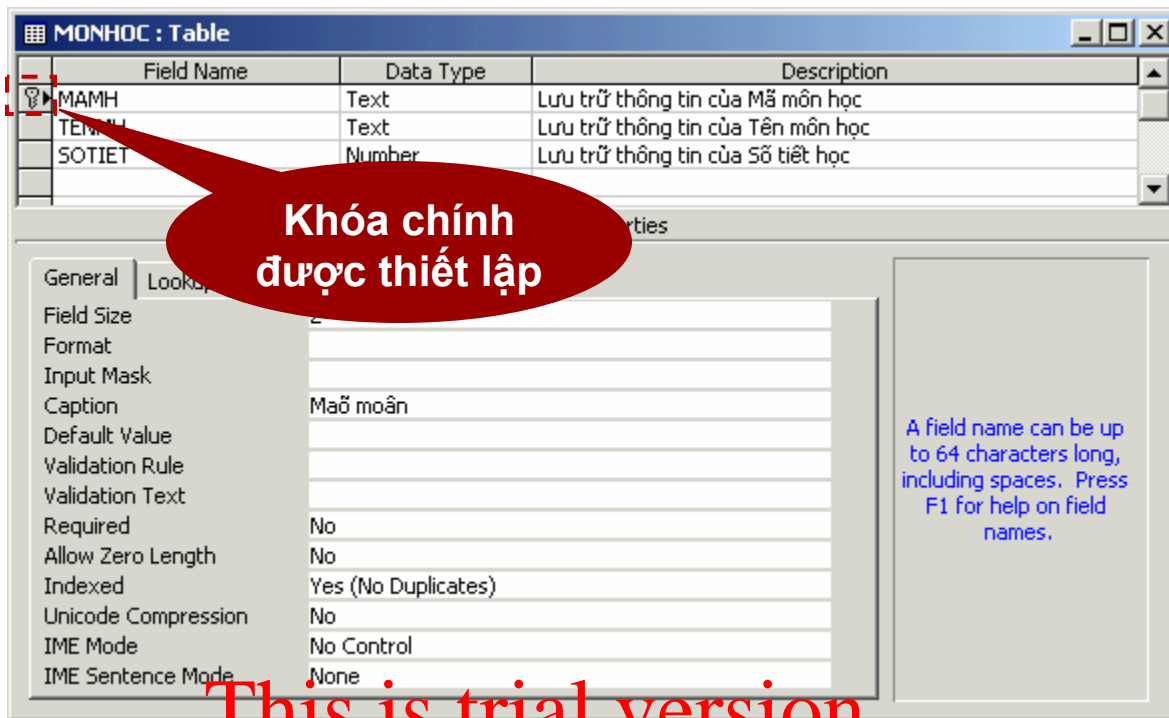 MONHOC : Table
Field Name Data Type Description
MAMH Text Lưu trữ thông tin của Mã môn học
Text Lưu trữ thông tin của Tên môn học
SOTIET Number Lưu trữ thông tin của Số tiết học
Khóa chính
được thiết lập
General
Field Size
Format
Input Mask
Caption Maõ moân
Default Value
Validation Rule
Validation Text
Required No
Allow Zero Length No
Indexed Yes (No Duplicates)
Unicode Compression No
IME Mode No Control
IME Sentence Mode None
A field name can be up
to 64 characters long,
including spaces. Press
F1 for help on field
names.
This is trial version